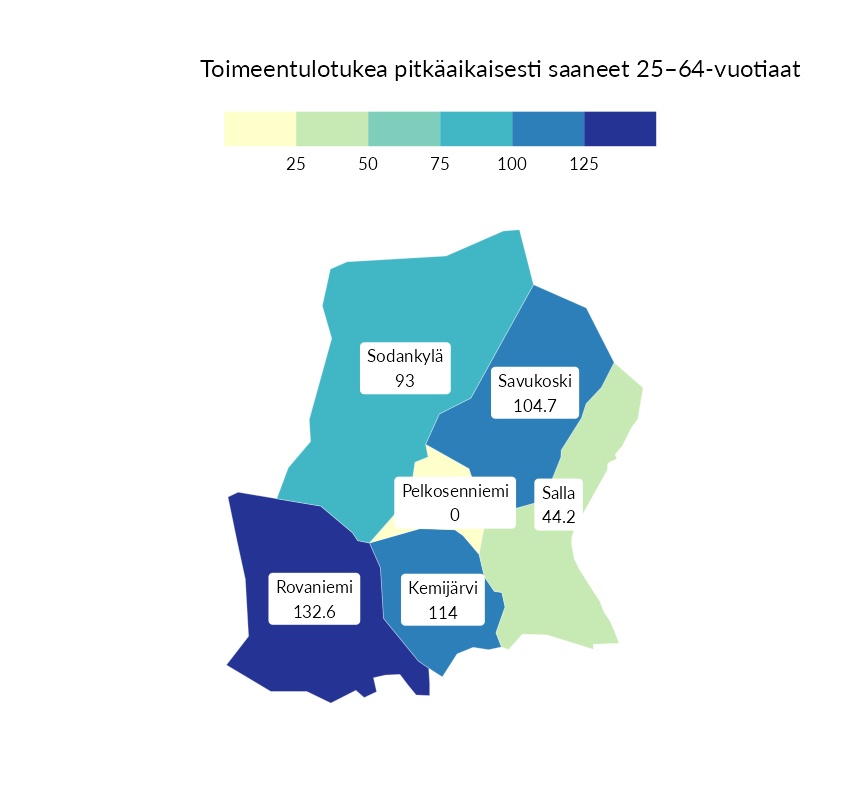 Toimeentulotukea pitkäaikaisesti saaneet 25–64-vuotiaat
25 50 75 100 125
Sodankylä
93
Savukoski
104.7
Pelkosenniemi
0
Salla
44.2
Rovaniemi
132.6
Kemijärvi
114